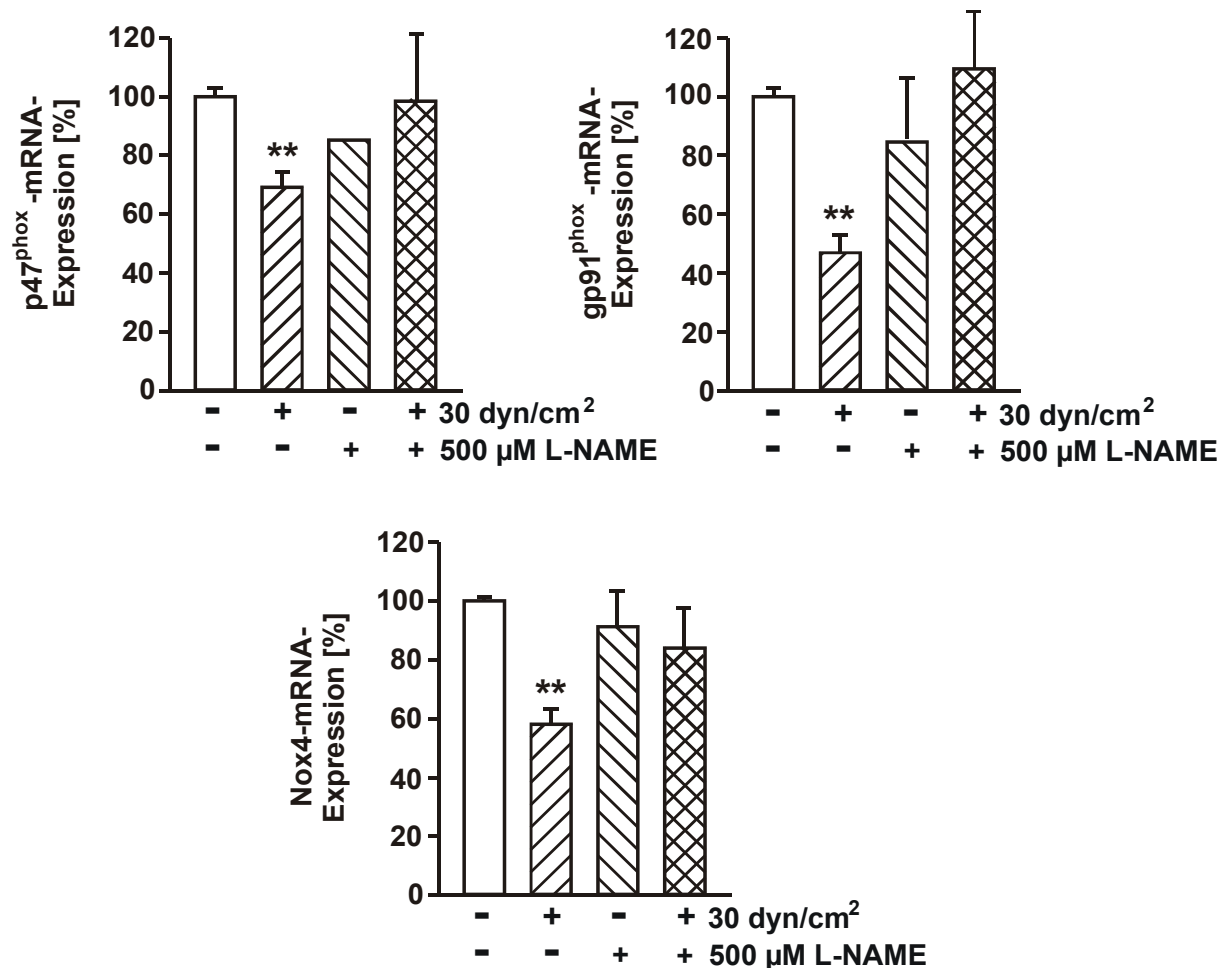 p47phox -mRNA-
Expression [%]
120
100
80
60
40
20
0
**
- + - + 30 dyn/cm2
- - + + 500 µM L-NAME
gp91phox -mRNA-
Expression [%]
120
100
80
60
40
20
0
**
- + - + 30 dyn/cm2
- - + + 500 µM L-NAME
Nox4-mRNA-
Expression [%]
120
100
80
60
40
20
0
**
- + - + 30 dyn/cm2
- - + + 500 µM L-NAME